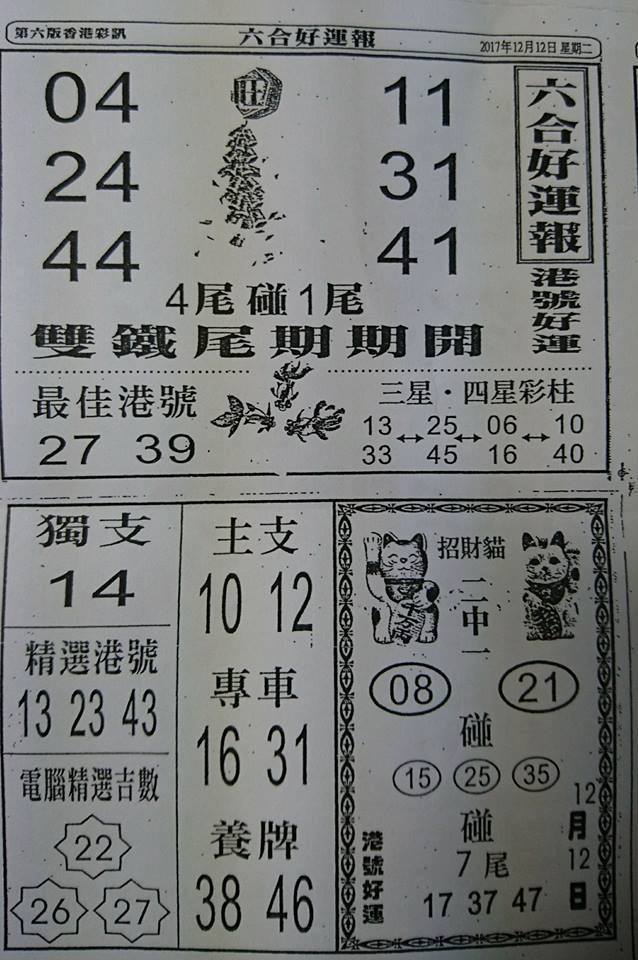 第六版香港彩訊
六合好運報
2017年12月12日 星期二
04
旺
11
24
31
44
41
4尾碰1尾
雙鐵尾期期開
六合好運報
港號好運
最佳港號
27 39
三星·四星彩柱
13 ↔ 25 ↔ 06 ↔ 10
33 45 16 40
獨支
14
精選港號
13 23 43
電腦精選吉數
22
26 27
主支
10 12
專車
16 31
養牌
38 46
招財貓
二中一
08 21
碰
15 25 35
碰
7尾
17 37 47
港號好運
12月12日